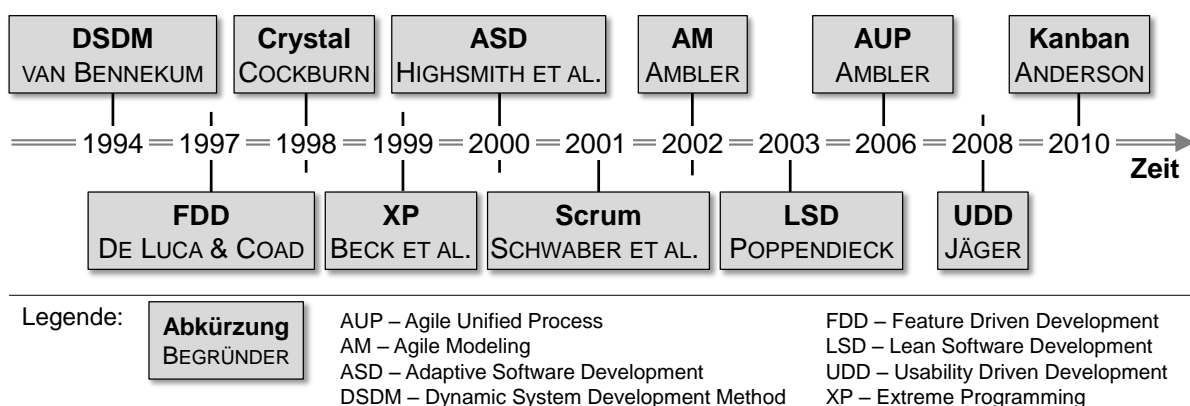 DSDM
VAN BENNEKUM
Crystal
COCKBURN
ASD
HIGHSMITH ET AL.
AM
AMBLER
AUP
AMBLER
Kanban
ANDERSON
1994 1997 1998 1999 2000 2001 2002 2003 2006 2008 2010
Zeit
FDD
DE LUCA & COAD
XP
BECK ET AL.
Scrum
SCHWABER ET AL.
LSD
POPPENDIECK
UDD
JÄGER
Legende:
Abkürzung
BEGRÜNDER
AUP – Agile Unified Process
AM – Agile Modeling
ASD – Adaptive Software Development
DSDM – Dynamic System Development Method
FDD – Feature Driven Development
LSD – Lean Software Development
UDD – Usability Driven Development
XP – Extreme Programming